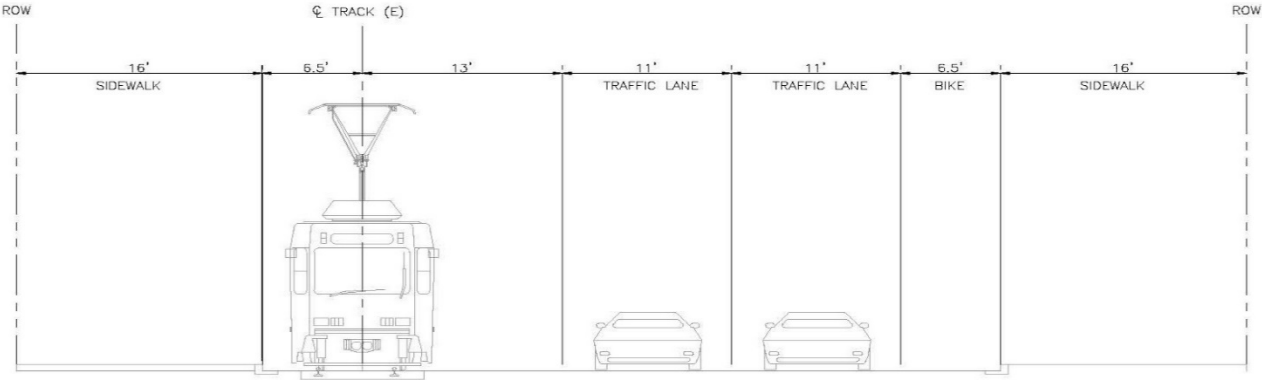 ROW ℄ TRACK (E) ROW
16' 6.5' 13' 11' 11' 6.5' 16'
SIDEWALK TRAFFIC LANE TRAFFIC LANE BIKE SIDEWALK